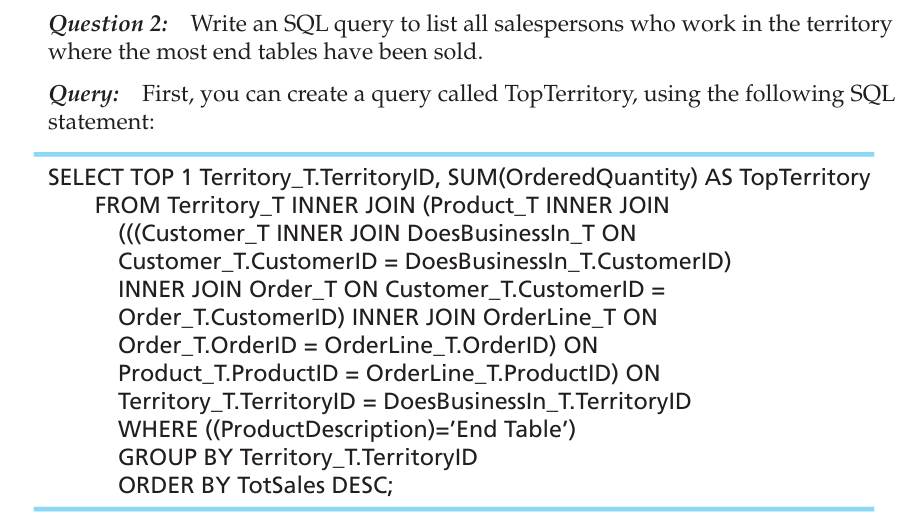 Question 2: Write an SQL query to list all salespersons who work in the territory
where the most end tables have been sold.
Query: First, you can create a query called TopTerritory, using the following SQL
statement:
SELECT TOP 1 Territory_T.TerritoryID, SUM(OrderedQuantity) AS TopTerritory
FROM Territory_T INNER JOIN (Product_T INNER JOIN
(((Customer_T INNER JOIN DoesBusinessIn_T ON
Customer_T.CustomerID = DoesBusinessIn_T.CustomerID)
INNER JOIN Order_T ON Customer_T.CustomerID =
Order_T.CustomerID) INNER JOIN OrderLine_T ON
Order_T.OrderID = OrderLine_T.OrderID) ON
Product_T.ProductID = OrderLine_T.ProductID) ON
Territory_T.TerritoryID = DoesBusinessIn_T.TerritoryID
WHERE ((ProductDescription)=’End Table’)
GROUP BY Territory_T.TerritoryID
ORDER BY TotSales DESC;